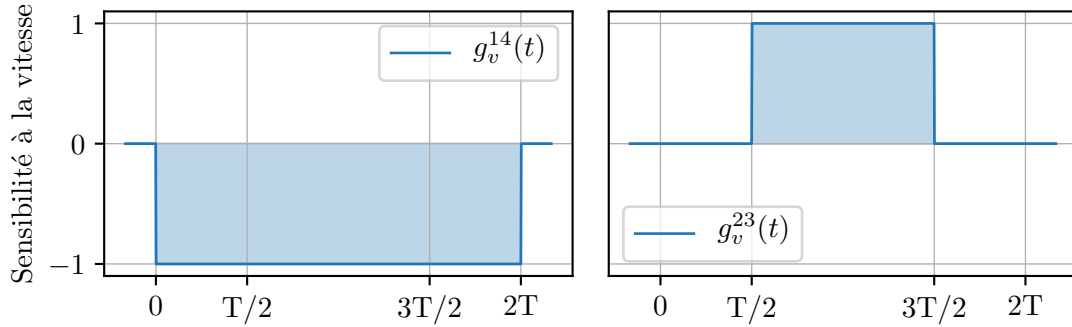 Sensibilité à la vitesse
1
0
−1
g_v^{14}(t)
0 T/2 3T/2 2T
g_v^{23}(t)
0 T/2 3T/2 2T